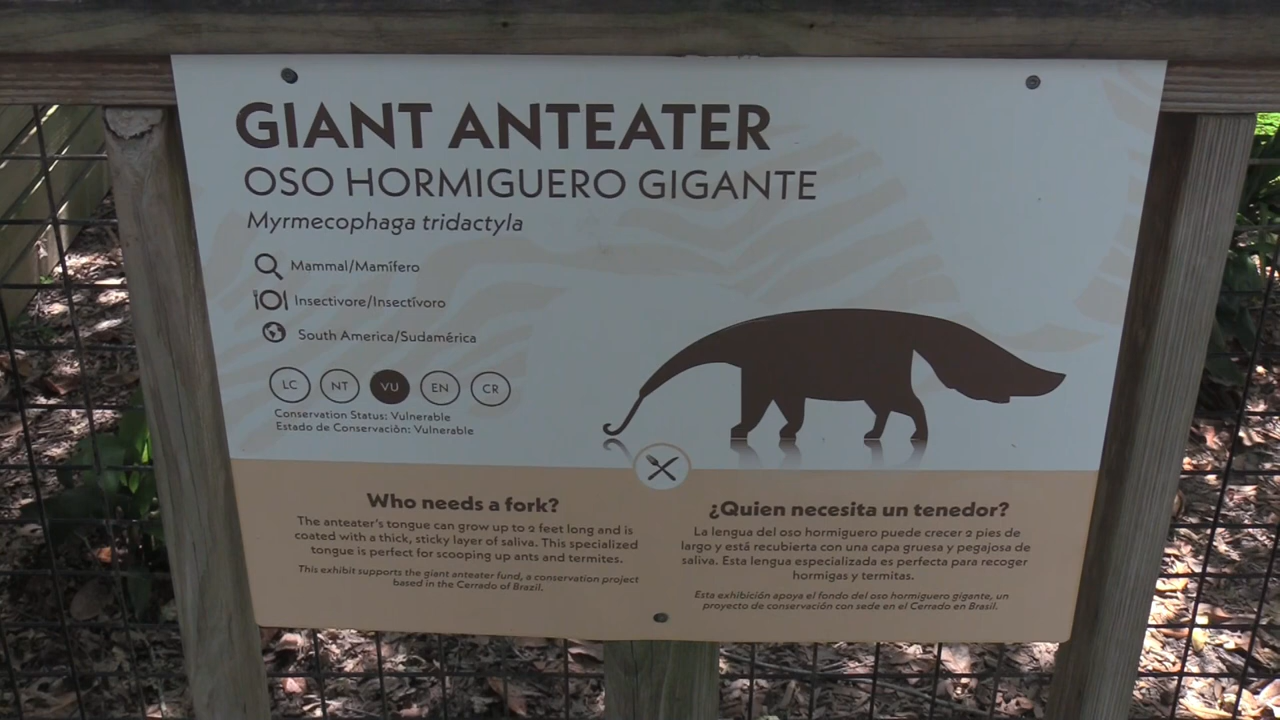 GIANT ANTEATER
OSO HORMIGUERO GIGANTE
Myrmecophaga tridactyla
Mammal/Mamífero
Insectivore/Insectívoro
South America/Sudamérica
LC NT VU EN CR
Conservation Status: Vulnerable
Estado de Conservación: Vulnerable
Who needs a fork?
The anteater's tongue can grow up to 2 feet long and is
coated with a thick, sticky layer of saliva. This specialized
tongue is perfect for scooping up ants and termites.
This exhibit supports the giant anteater fund, a conservation project
based in the Cerrado of Brazil.
¿Quien necesita un tenedor?
La lengua del oso hormiguero puede crecer 2 pies de
largo y está recubierta con una capa gruesa y pegajosa de
saliva. Esta lengua especializada es perfecta para recoger
hormigas y termitas.
Esta exhibición apoya el fondo del oso hormiguero gigante, un
proyecto de conservación con sede en el Cerrado en Brasil.